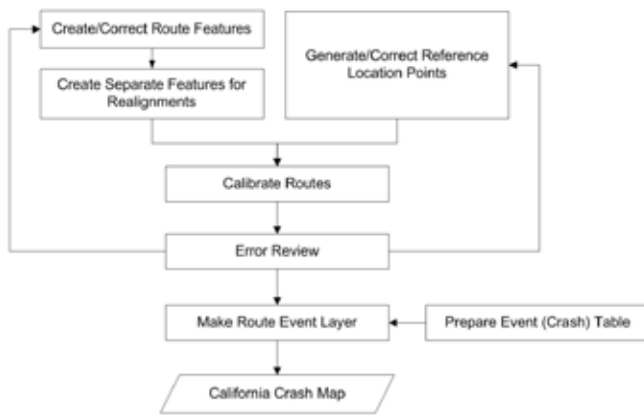 Create/Correct Route Features
Create Separate Features for
Realignments
Generate/Correct Reference
Location Points
Calibrate Routes
Error Review
Make Route Event Layer
Prepare Event (Crash) Table
California Crash Map